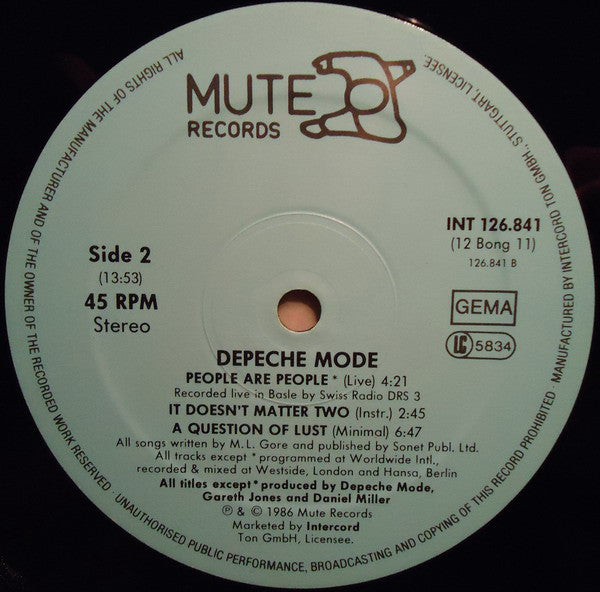 MUTE
RECORDS
Side 2
(13:53)
45 RPM
Stereo
INT 126.841
(12 Bong 11)
126.841 B
GEMA
LC 5834
DEPECHE MODE
PEOPLE ARE PEOPLE * (Live) 4:21
Recorded live in Basle by Swiss Radio DRS 3
IT DOESN'T MATTER TWO (Instr.) 2:45
A QUESTION OF LUST (Minimal) 6:47
All songs written by M.L. Gore and published by Sonet Publ. Ltd.
All tracks except * programmed at Worldwide Intl.,
recorded & mixed at Westside, London and Hansa, Berlin
All titles except * produced by Depeche Mode,
Gareth Jones and Daniel Miller
℗ & © 1986 Mute Records
Marketed by Intercord
Ton GmbH, Licensee.
ALL RIGHTS OF THE MANUFACTURER AND OF THE OWNER OF THE RECORDED WORK RESERVED · UNAUTHORISED PUBLIC PERFORMANCE, BROADCASTING AND COPYING OF THIS RECORD PROHIBITED · MANUFACTURED BY INTERCORD TON GMBH., STUTTGART, LICENSEE.